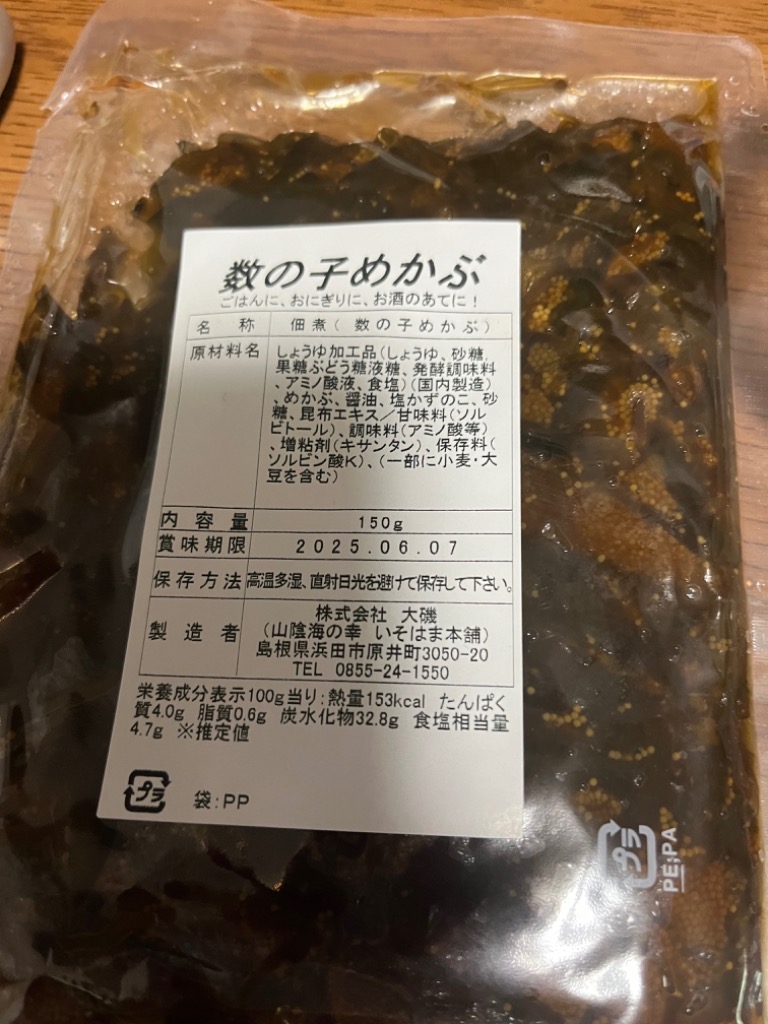 数の子めかぶ
ごはんに、おにぎりに、お酒のあてに！
名称 佃煮(数の子めかぶ)
原材料名 しょうゆ加工品(しょうゆ、砂糖、
果糖ぶどう糖液糖、発酵調味料
、アミノ酸液、食塩)(国内製造)
、めかぶ、醤油、塩かずのこ、砂
糖、昆布エキス／甘味料(ソル
ビトール)、調味料(アミノ酸等)
、増粘剤(キサンタン)、保存料(
ソルビン酸K)、(一部に小麦・大
豆を含む)
内容量 150g
賞味期限 2025.06.07
保存方法 高温多湿、直射日光を避けて保存して下さい。
製造者 株式会社 大磯
(山陰海の幸 いそはま本舗)
島根県浜田市原井町3050-20
TEL 0855-24-1550
栄養成分表示100g当り:熱量153kcal たんぱく
質4.0g 脂質0.6g 炭水化物32.8g 食塩相当量
4.7g ※推定値
プラ 袋:PP
プラ PE;PA